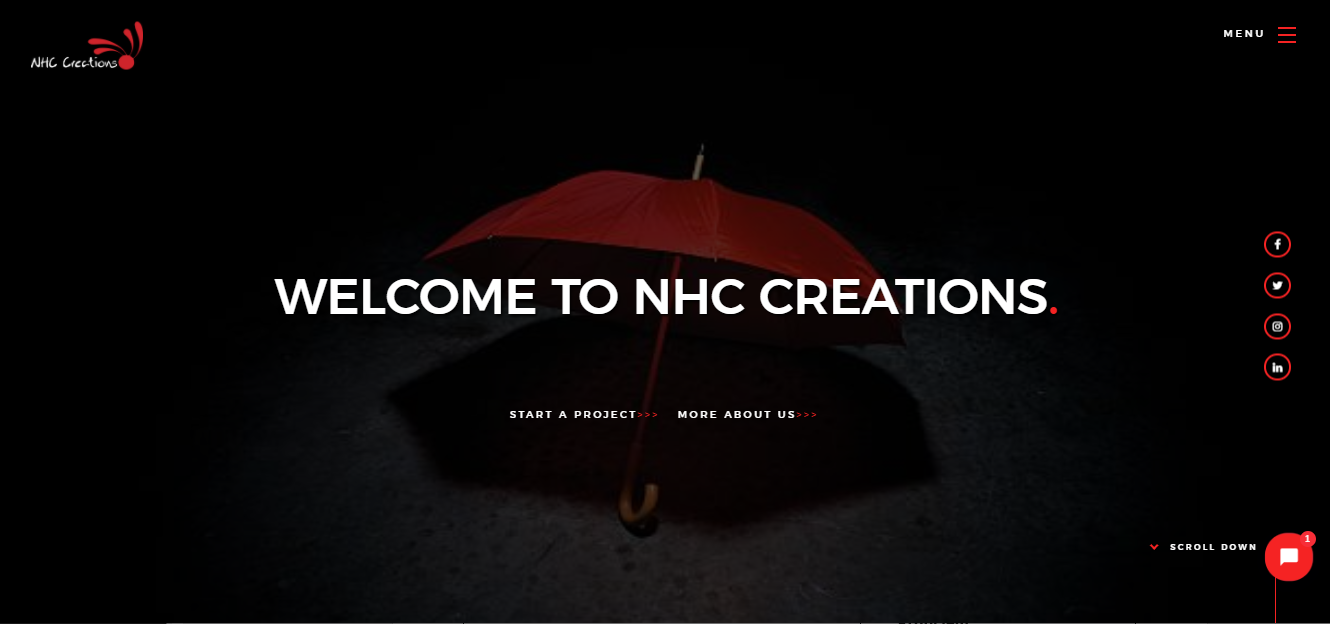 NHC Creations
MENU
WELCOME TO NHC CREATIONS.
START A PROJECT>>> MORE ABOUT US>>>
SCROLL DOWN
1